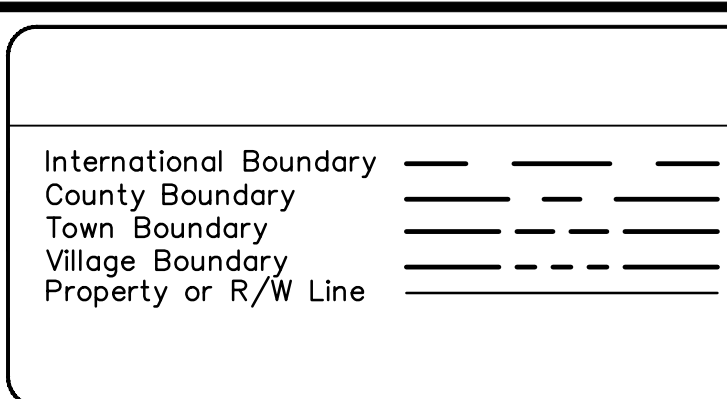 International Boundary
County Boundary
Town Boundary
Village Boundary
Property or R/W Line